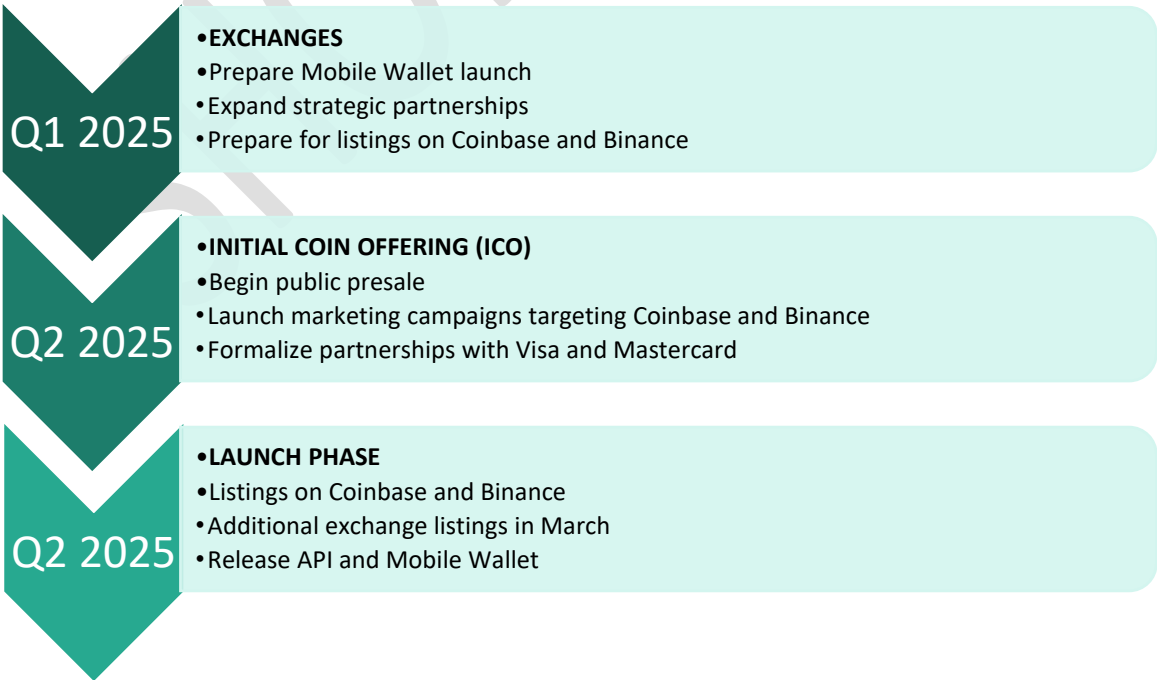 Q1 2025
•EXCHANGES
•Prepare Mobile Wallet launch
•Expand strategic partnerships
•Prepare for listings on Coinbase and Binance
Q2 2025
•INITIAL COIN OFFERING (ICO)
•Begin public presale
•Launch marketing campaigns targeting Coinbase and Binance
•Formalize partnerships with Visa and Mastercard
Q2 2025
•LAUNCH PHASE
•Listings on Coinbase and Binance
•Additional exchange listings in March
•Release API and Mobile Wallet